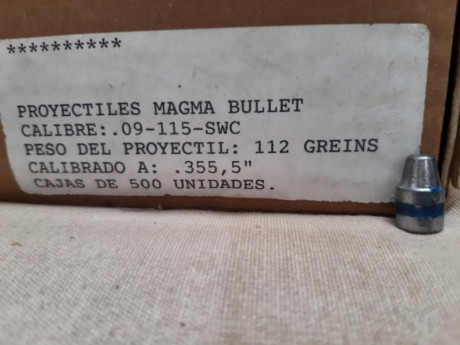 **********
PROYECTILES MAGMA BULLET
CALIBRE:.09-115-SWC
PESO DEL PROYECTIL: 112 GREINS
CALIBRADO A: .355,5"
CAJAS DE 500 UNIDADES.